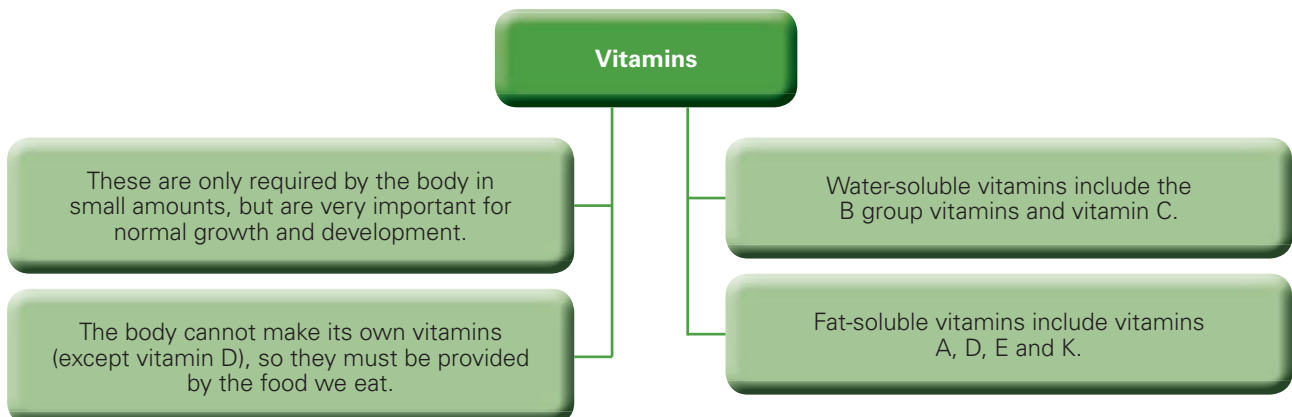 Vitamins
These are only required by the body in
small amounts, but are very important for
normal growth and development.
The body cannot make its own vitamins
(except vitamin D), so they must be provided
by the food we eat.
Water-soluble vitamins include the
B group vitamins and vitamin C.
Fat-soluble vitamins include vitamins
A, D, E and K.